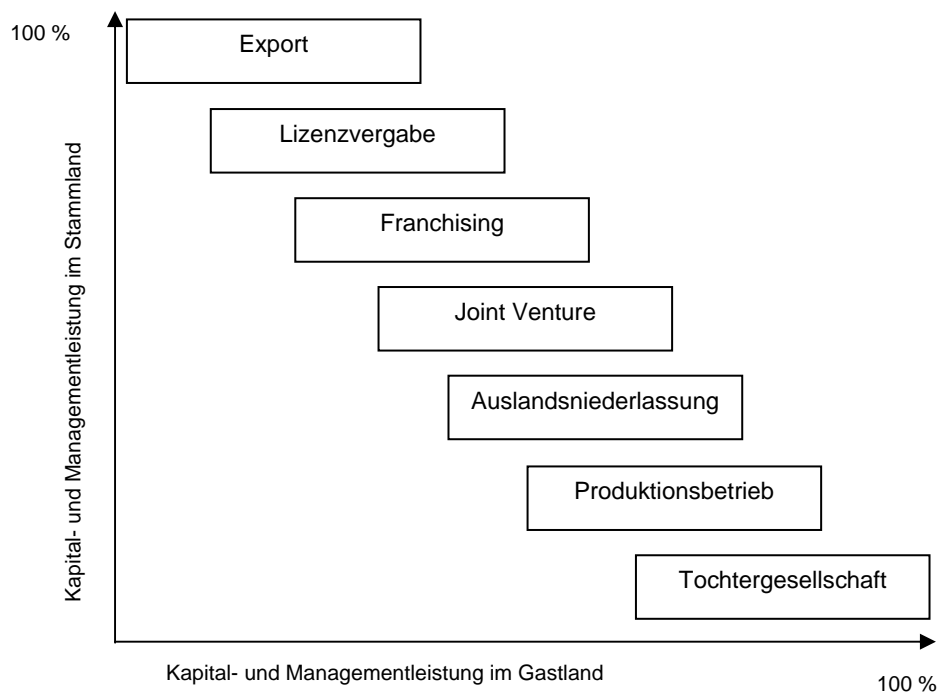 100 %
Export
Lizenzvergabe
Franchising
Joint Venture
Auslandsniederlassung
Produktionsbetrieb
Tochtergesellschaft
Kapital- und Managementleistung im Stammland
Kapital- und Managementleistung im Gastland
100 %